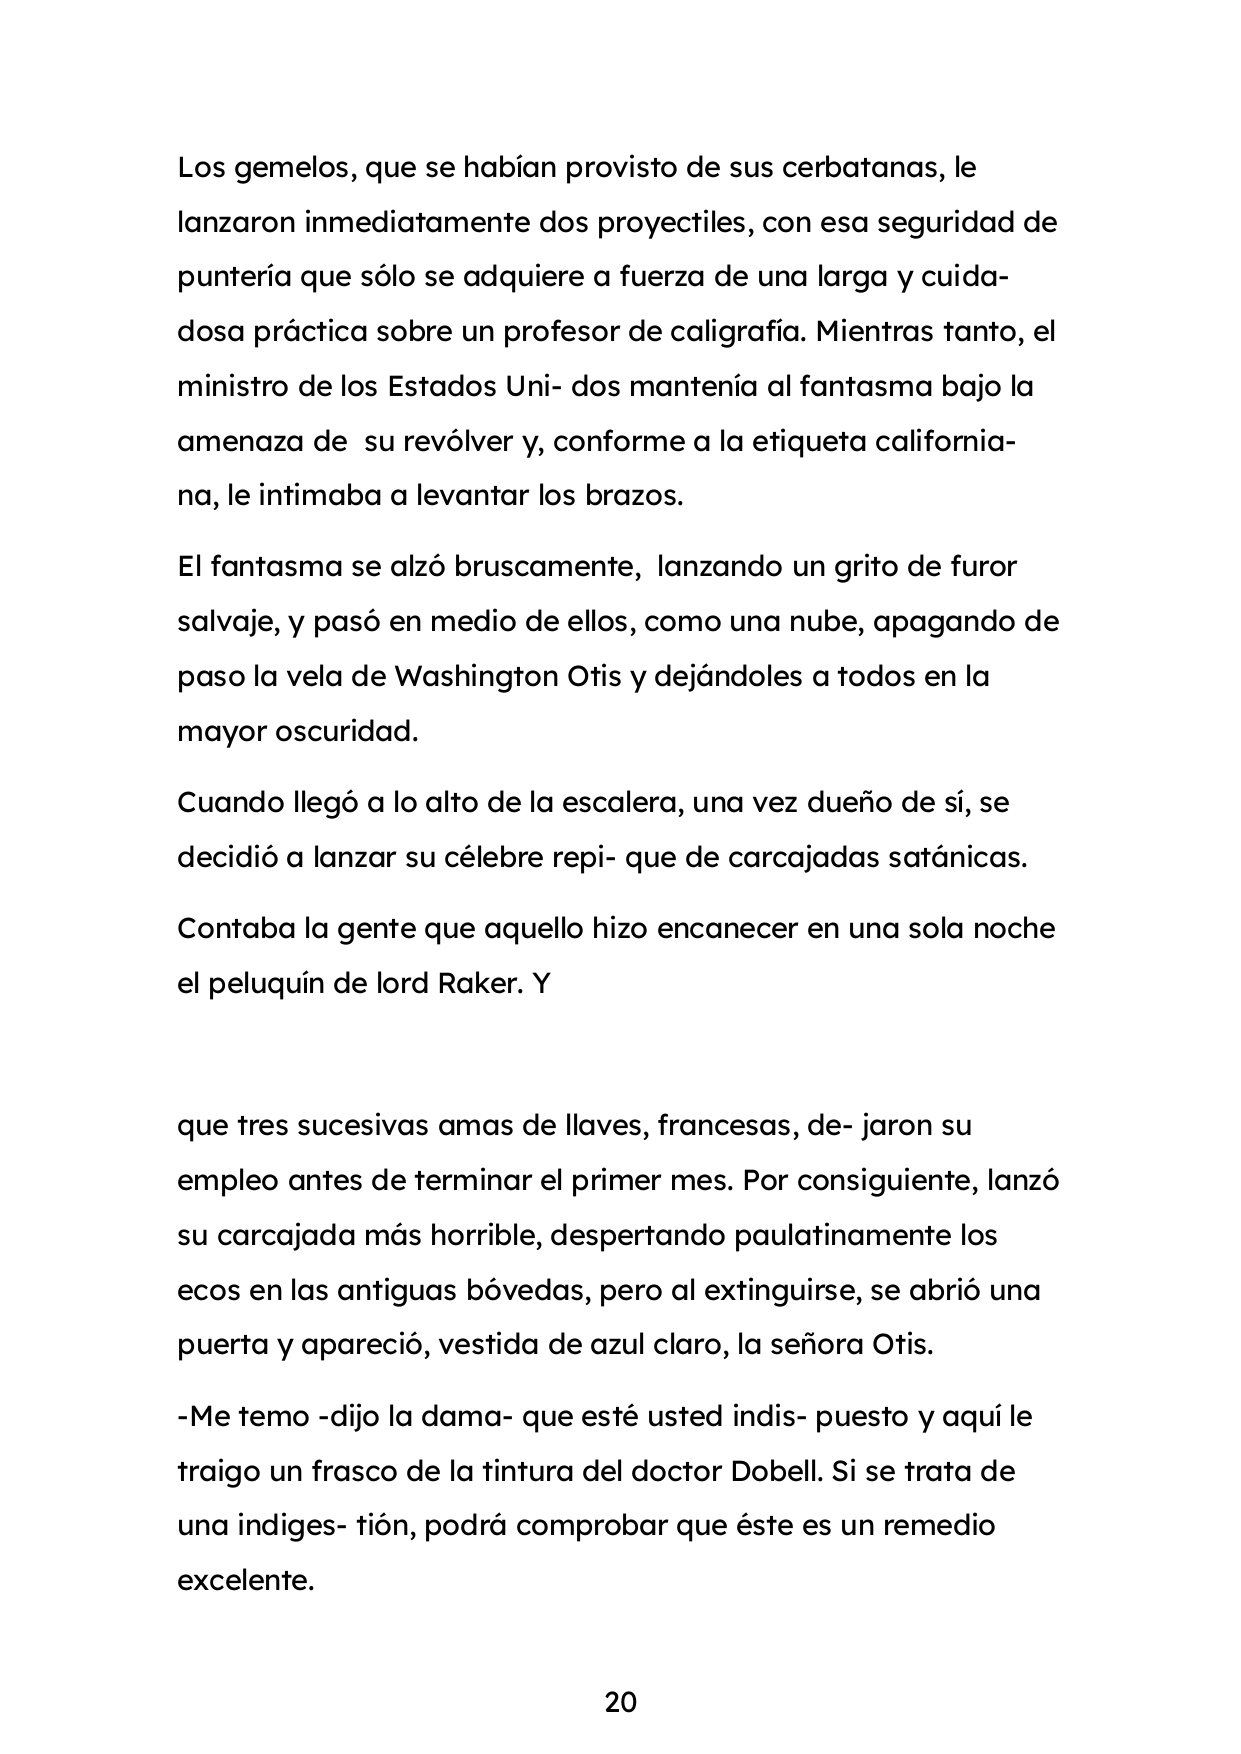 Los gemelos, que se habían provisto de sus cerbatanas, le
lanzaron inmediatamente dos proyectiles, con esa seguridad de
puntería que sólo se adquiere a fuerza de una larga y cuida-
dosa práctica sobre un profesor de caligrafía. Mientras tanto, el
ministro de los Estados Uni- dos mantenía al fantasma bajo la
amenaza de  su revólver y, conforme a la etiqueta california-
na, le intimaba a levantar los brazos.
El fantasma se alzó bruscamente,  lanzando un grito de furor
salvaje, y pasó en medio de ellos, como una nube, apagando de
paso la vela de Washington Otis y dejándoles a todos en la
mayor oscuridad.
Cuando llegó a lo alto de la escalera, una vez dueño de sí, se
decidió a lanzar su célebre repi- que de carcajadas satánicas.
Contaba la gente que aquello hizo encanecer en una sola noche
el peluquín de lord Raker. Y
que tres sucesivas amas de llaves, francesas, de- jaron su
empleo antes de terminar el primer mes. Por consiguiente, lanzó
su carcajada más horrible, despertando paulatinamente los
ecos en las antiguas bóvedas, pero al extinguirse, se abrió una
puerta y apareció, vestida de azul claro, la señora Otis.
-Me temo -dijo la dama- que esté usted indis- puesto y aquí le
traigo un frasco de la tintura del doctor Dobell. Si se trata de
una indiges- tión, podrá comprobar que éste es un remedio
excelente.
20